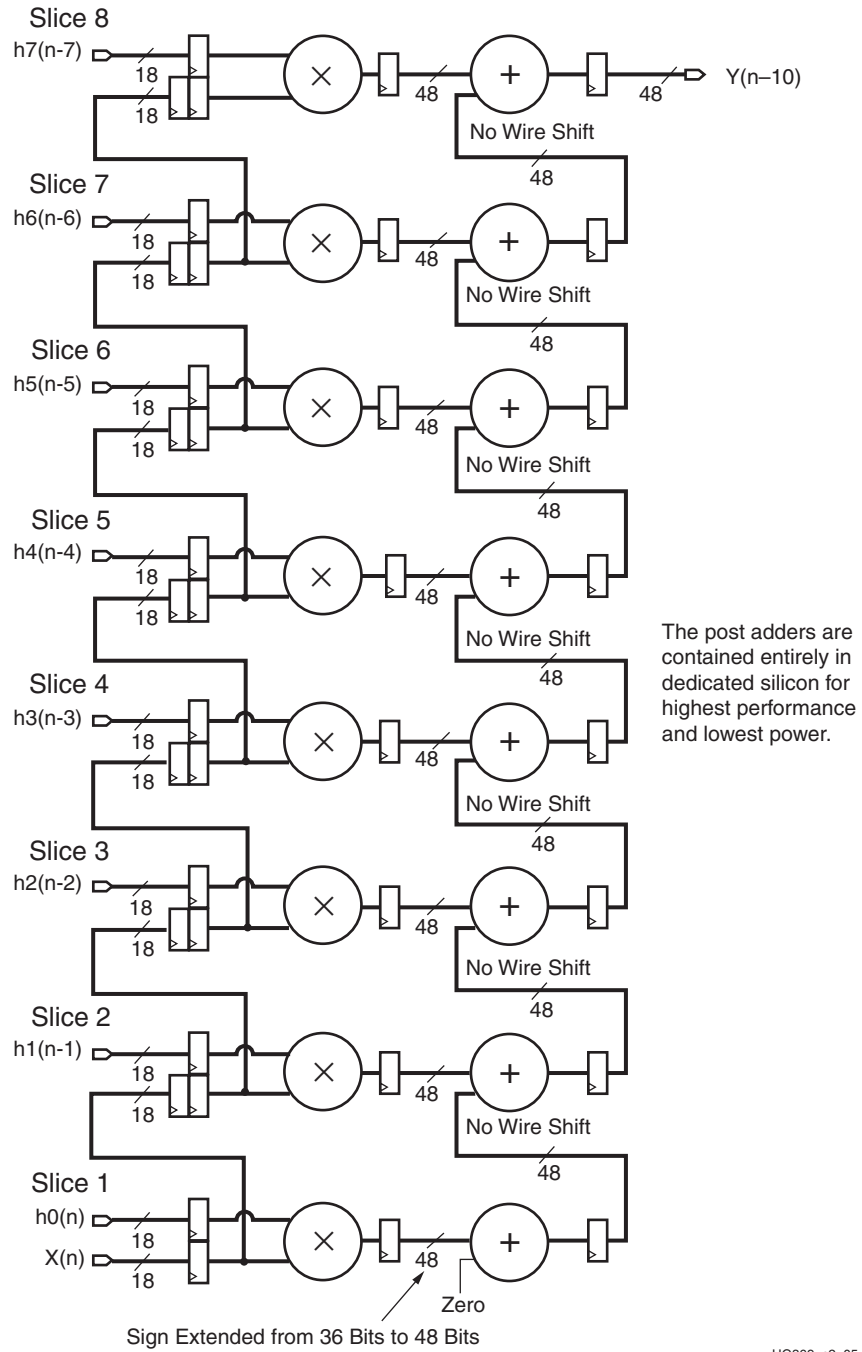 Slice 8
h7(n-7)
18
18
×
48
+
48
Y(n–10)
No Wire Shift
48
Slice 7
h6(n-6)
18
18
×
48
+
No Wire Shift
48
Slice 6
h5(n-5)
18
18
×
48
+
No Wire Shift
48
Slice 5
h4(n-4)
18
18
×
48
+
No Wire Shift
48
The post adders are
contained entirely in
dedicated silicon for
highest performance
and lowest power.
Slice 4
h3(n-3)
18
18
×
48
+
No Wire Shift
48
Slice 3
h2(n-2)
18
18
×
48
+
No Wire Shift
48
Slice 2
h1(n-1)
18
18
×
48
+
No Wire Shift
48
Slice 1
h0(n)
18
X(n)
18
×
48
+
Zero
Sign Extended from 36 Bits to 48 Bits